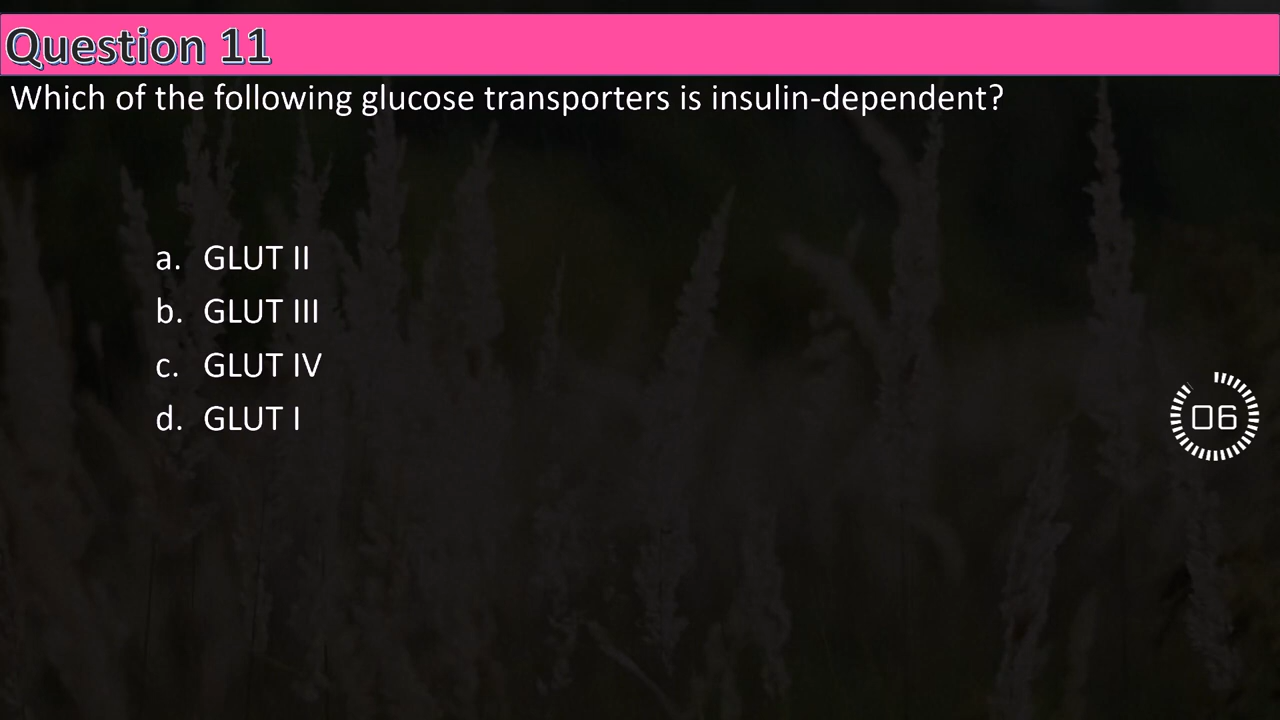 Question 11
Which of the following glucose transporters is insulin-dependent?
a. GLUT II
b. GLUT III
c. GLUT IV
d. GLUT I
06